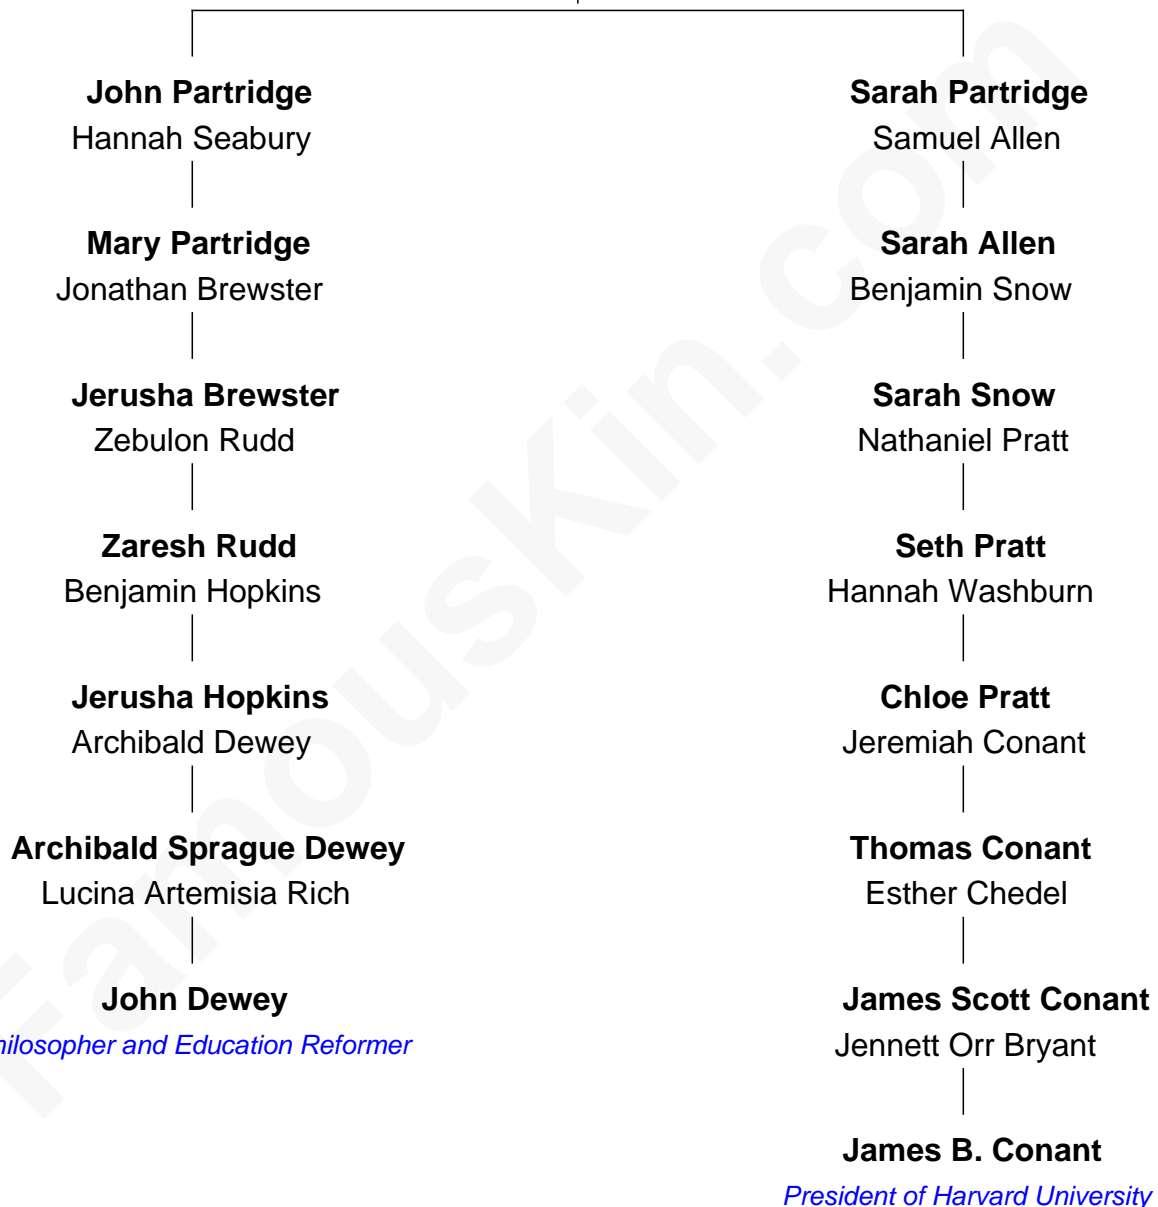 John Partridge
Hannah Seabury
Mary Partridge
Jonathan Brewster
Jerusha Brewster
Zebulon Rudd
Zaresh Rudd
Benjamin Hopkins
Jerusha Hopkins
Archibald Dewey
Archibald Sprague Dewey
Lucina Artemisia Rich
John Dewey
hilosopher and Education Reformer
Sarah Partridge
Samuel Allen
Sarah Allen
Benjamin Snow
Sarah Snow
Nathaniel Pratt
Seth Pratt
Hannah Washburn
Chloe Pratt
Jeremiah Conant
Thomas Conant
Esther Chedel
James Scott Conant
Jennett Orr Bryant
James B. Conant
President of Harvard University
FamousKin.com